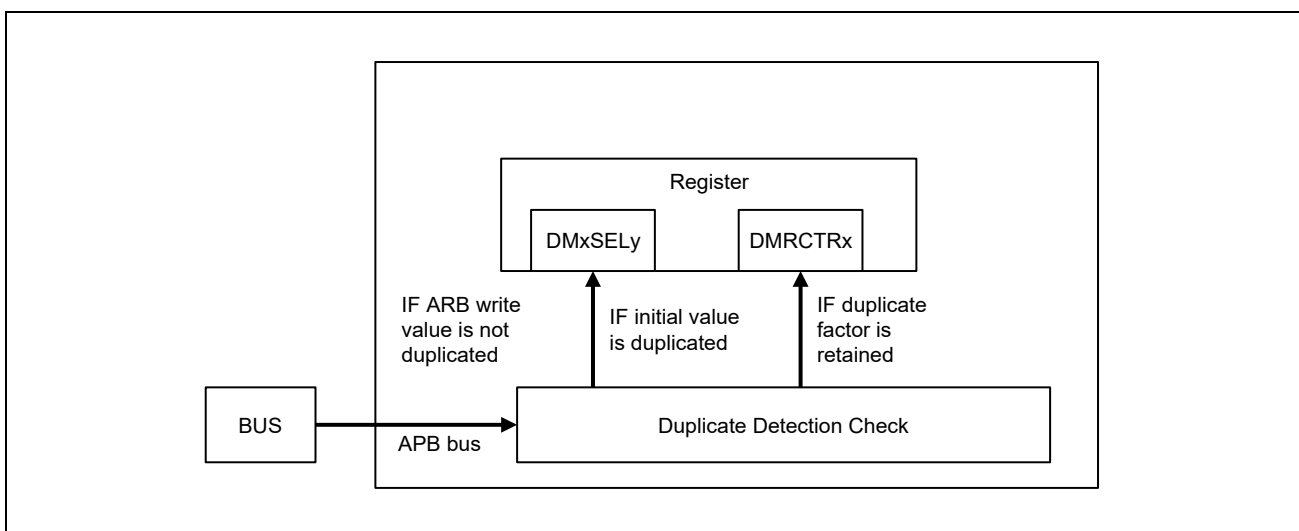 Register
DMxSELy
DMRCTRx
IF ARB write
value is not
duplicated
IF initial value
is duplicated
IF duplicate
factor is
retained
BUS
APB bus
Duplicate Detection Check